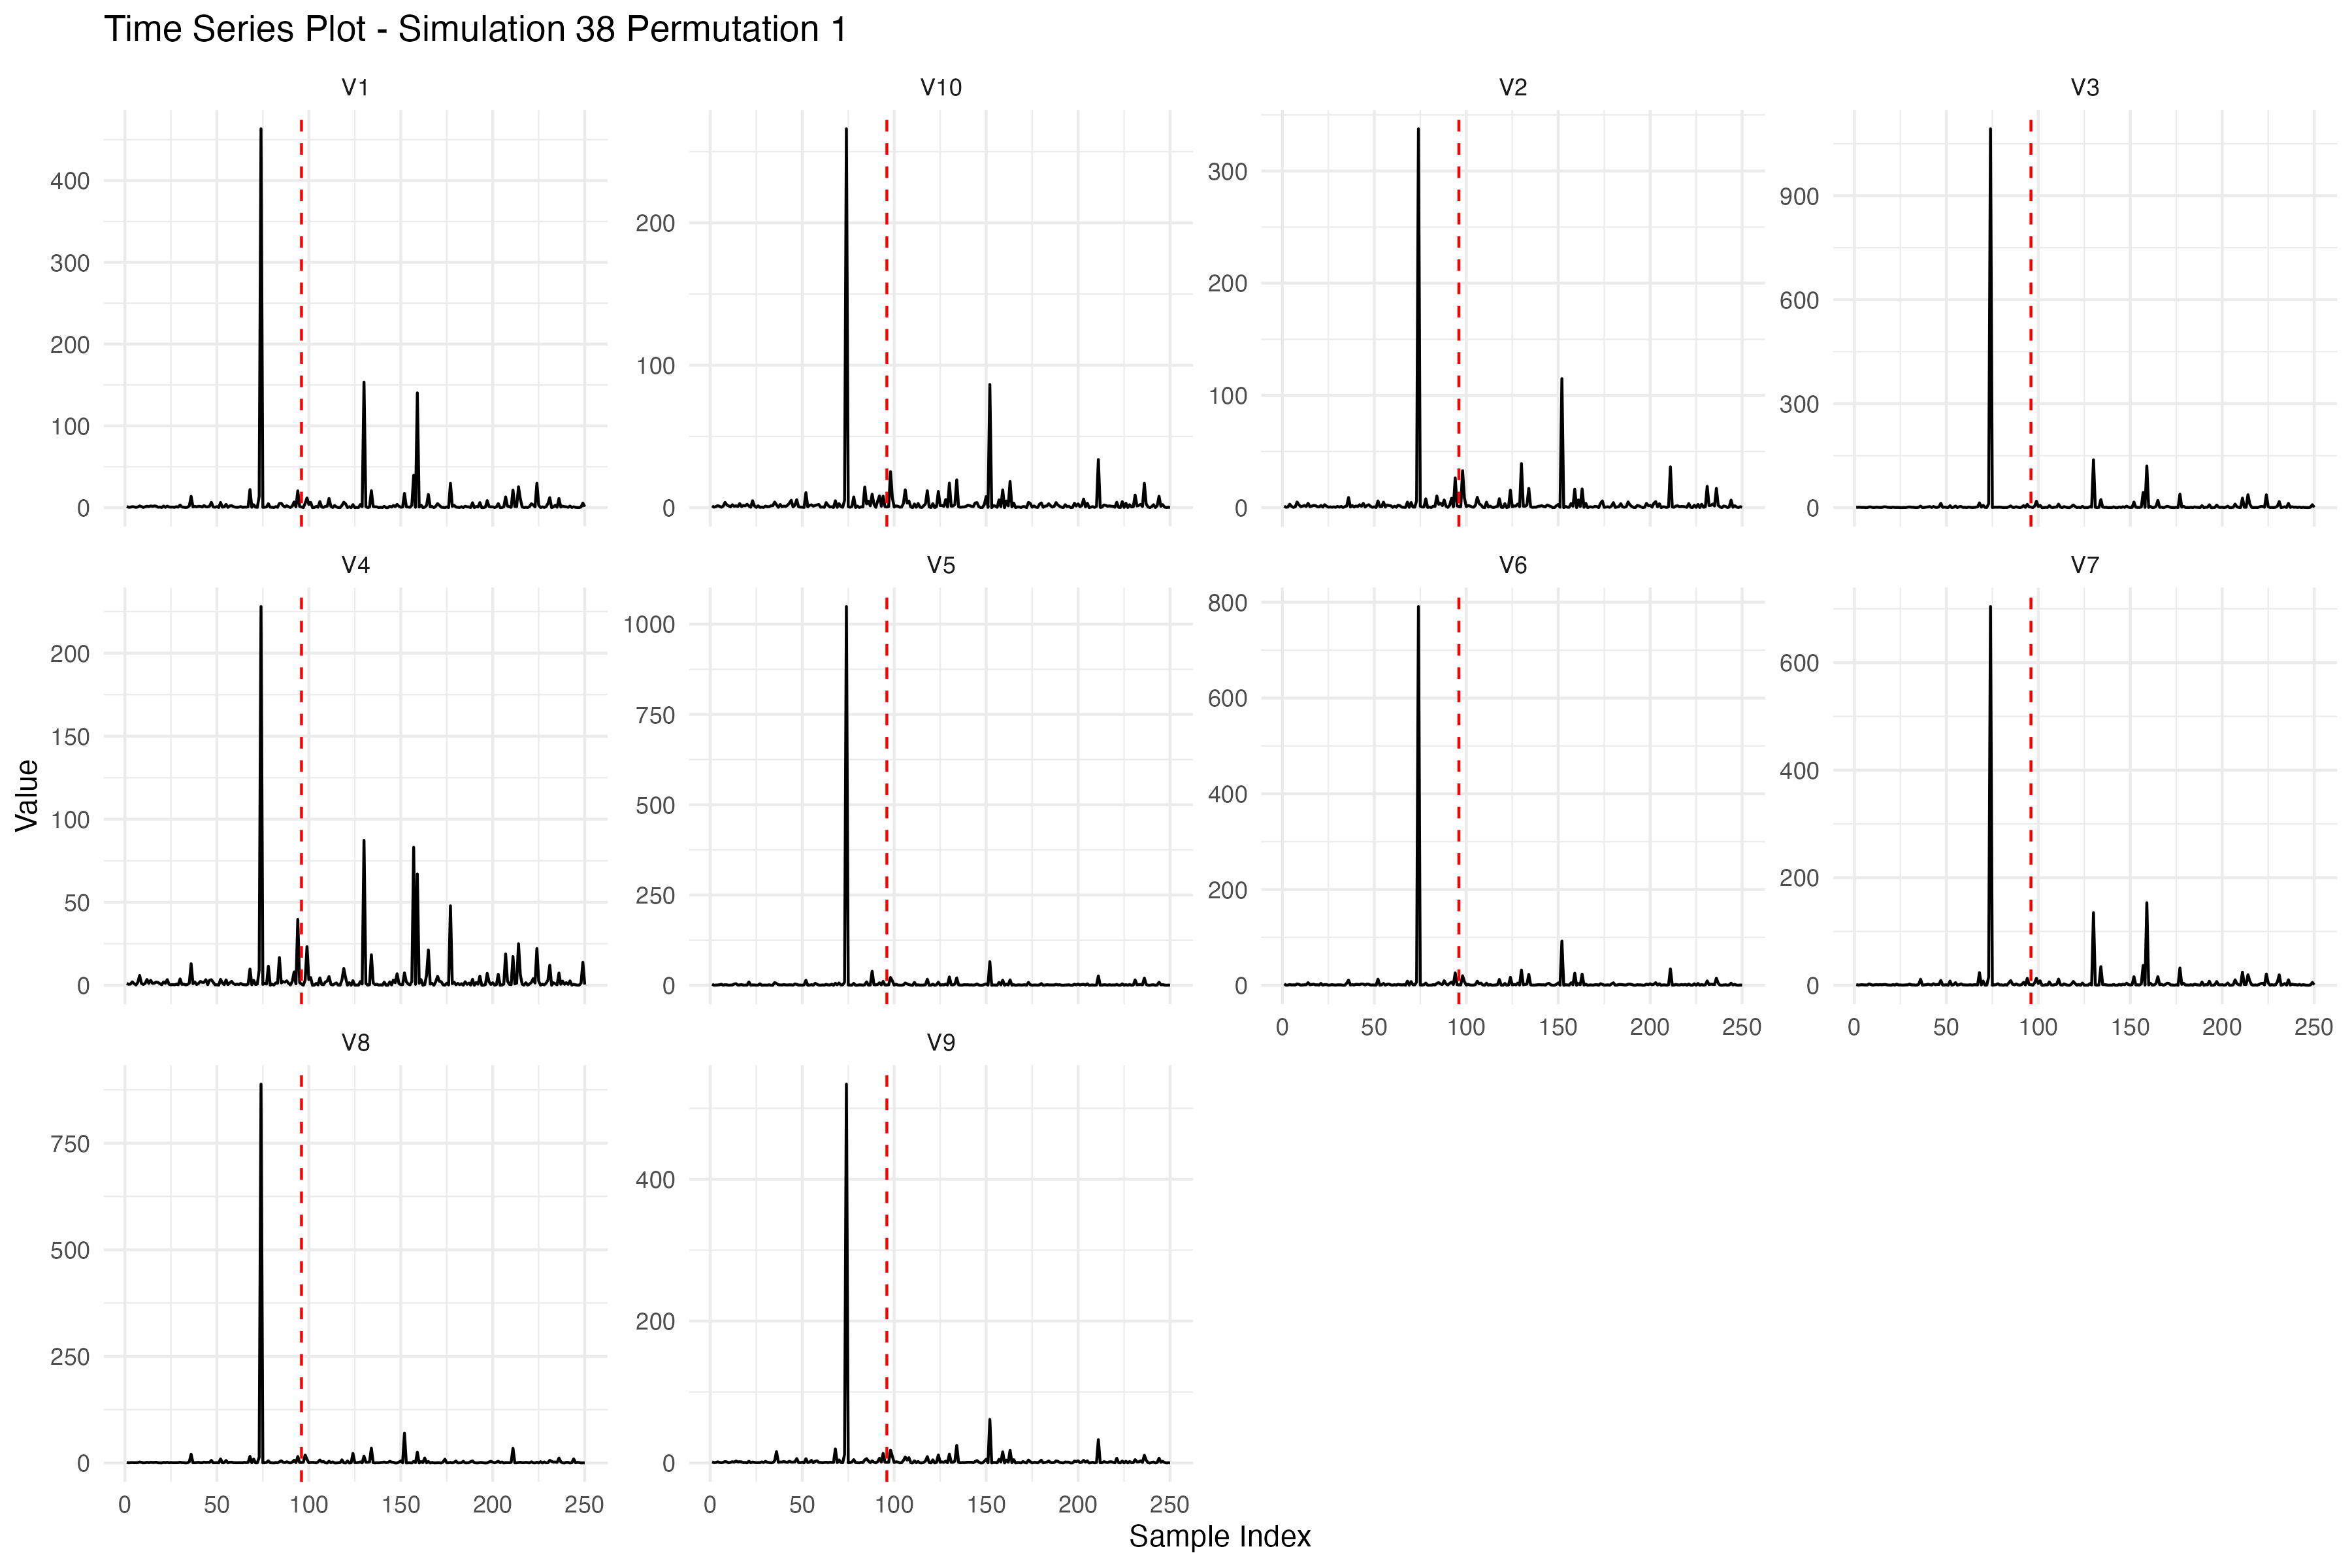 Time Series Plot - Simulation 38 Permutation 1
V1 V10 V2 V3
400 300 200 100 0
200 100 0
300 200 100 0
900 600 300 0
V4 V5 V6 V7
200 150 100 50 0
1000 750 500 250 0
800 600 400 200 0
600 400 200 0
0 50 100 150 200 250
0 50 100 150 200 250
V8 V9
750 500 250 0
400 200 0
0 50 100 150 200 250
0 50 100 150 200 250
Value
Sample Index